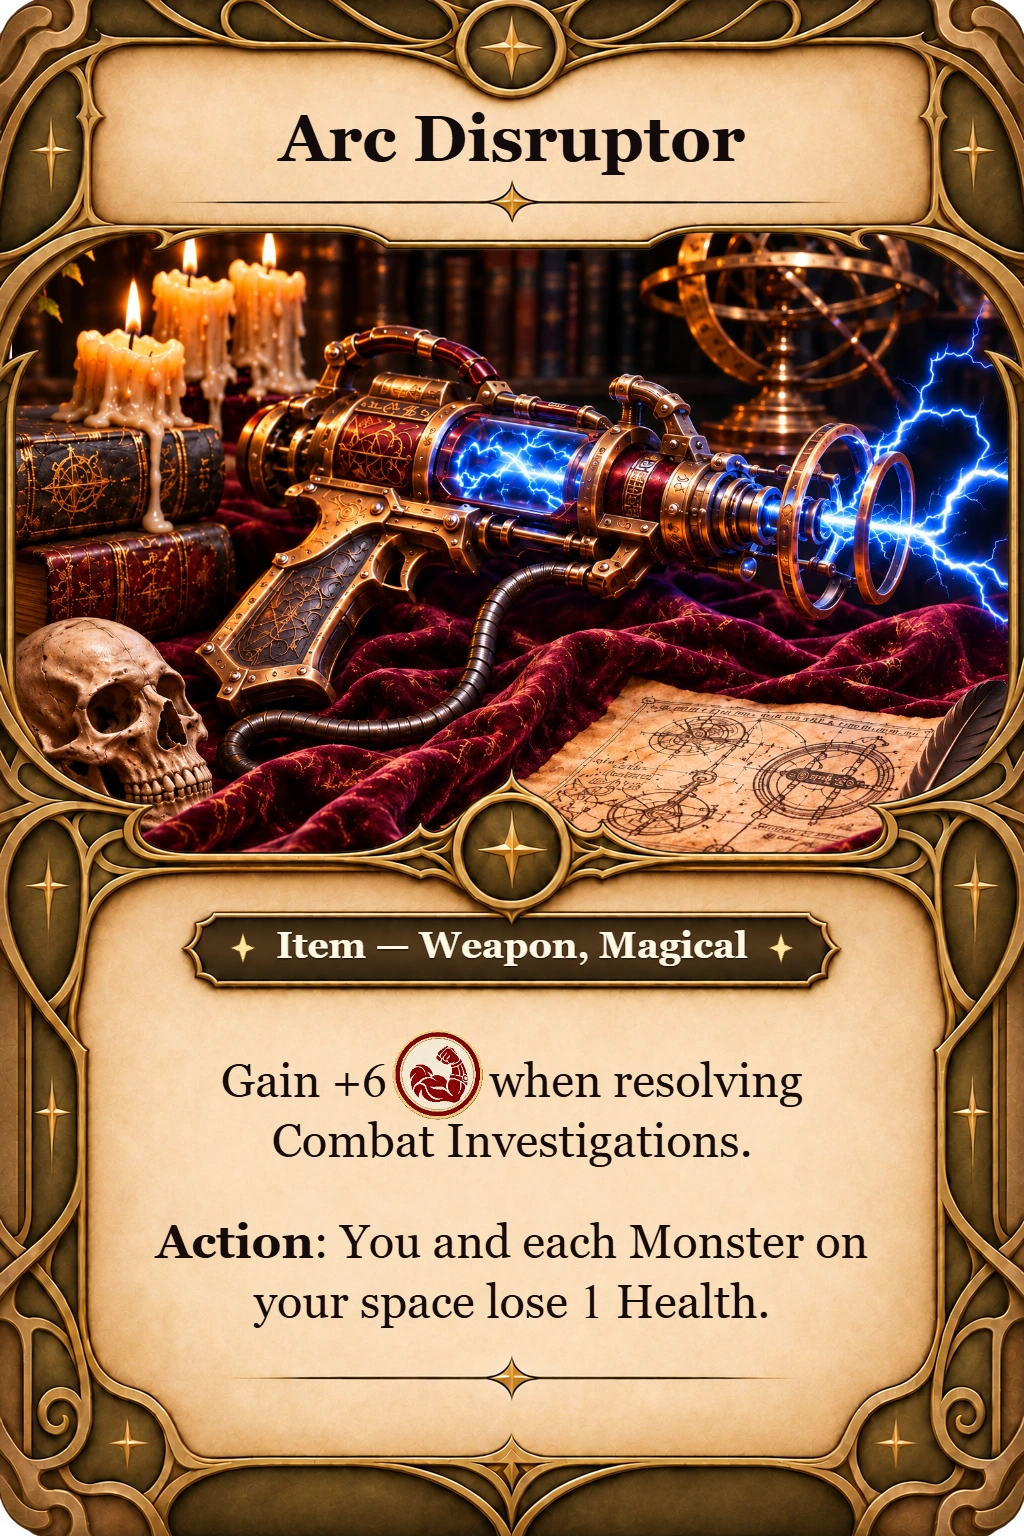 Arc Disruptor
Item — Weapon, Magical
Gain +6 when resolving
Combat Investigations.
Action: You and each Monster on
your space lose 1 Health.